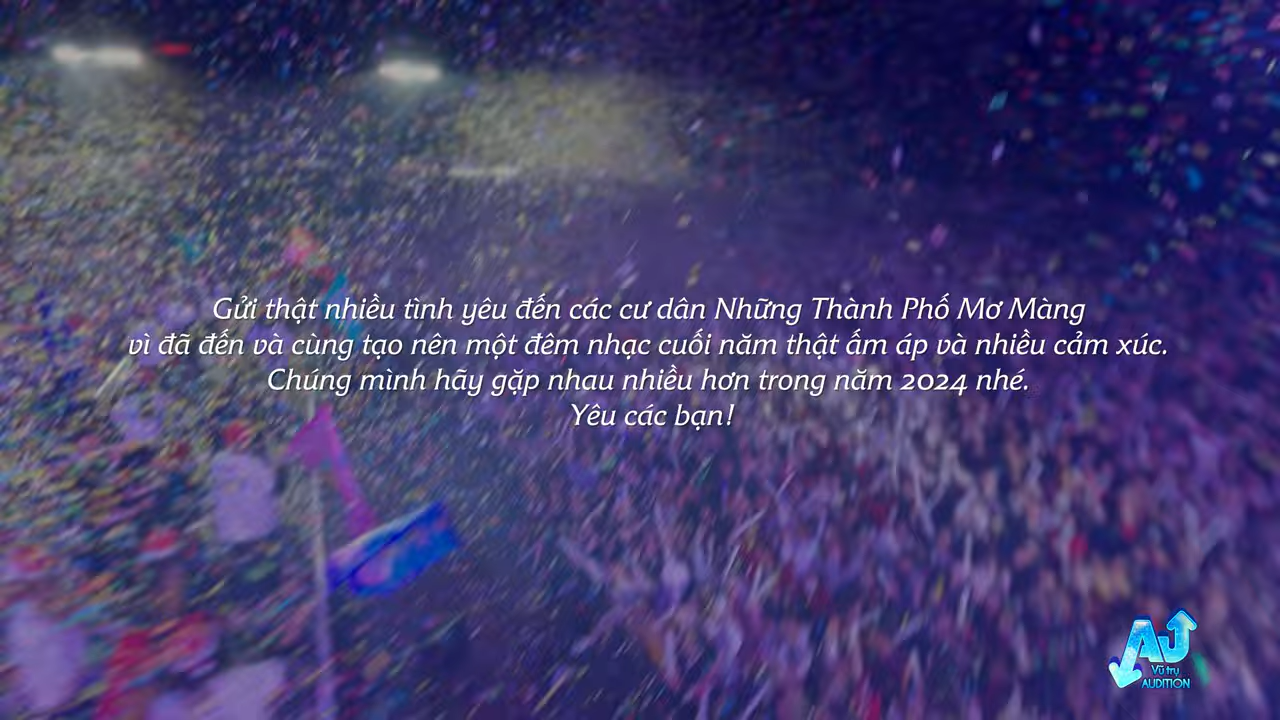 Gửi thật nhiều tình yêu đến các cư dân Những Thành Phố Mơ Màng
vì đã đến và cùng tạo nên một đêm nhạc cuối năm thật ấm áp và nhiều cảm xúc.
Chúng mình hãy gặp nhau nhiều hơn trong năm 2024 nhé.
Yêu các bạn!
AU
Vũ trụ
AUDITION